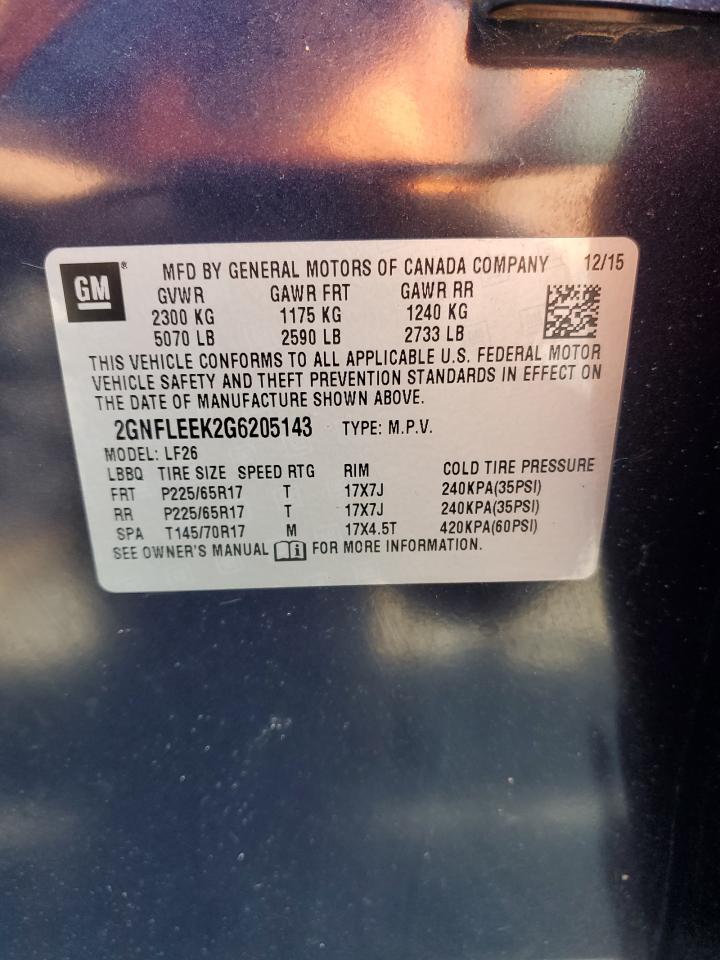 GM® MFD BY GENERAL MOTORS OF CANADA COMPANY 12/15
GVWR GAWR FRT GAWR RR
2300 KG 1175 KG 1240 KG
5070 LB 2590 LB 2733 LB
THIS VEHICLE CONFORMS TO ALL APPLICABLE U.S. FEDERAL MOTOR
VEHICLE SAFETY AND THEFT PREVENTION STANDARDS IN EFFECT ON
THE DATE OF MANUFACTURE SHOWN ABOVE.
2GNFLEEK2G6205143 TYPE: M.P.V.
MODEL: LF26
LBBQ TIRE SIZE SPEED RTG RIM COLD TIRE PRESSURE
FRT P225/65R17 T 17X7J 240KPA(35PSI)
RR P225/65R17 T 17X7J 240KPA(35PSI)
SPA T145/70R17 M 17X4.5T 420KPA(60PSI)
SEE OWNER'S MANUAL FOR MORE INFORMATION.